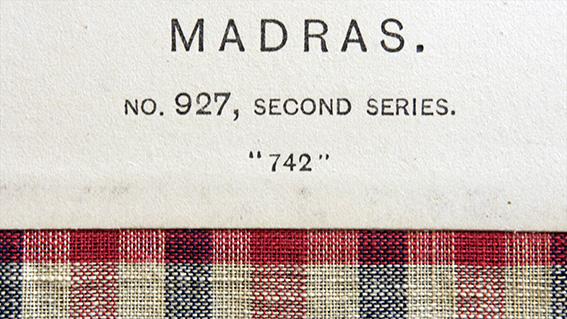 MADRAS.
NO. 927, SECOND SERIES.
"742"